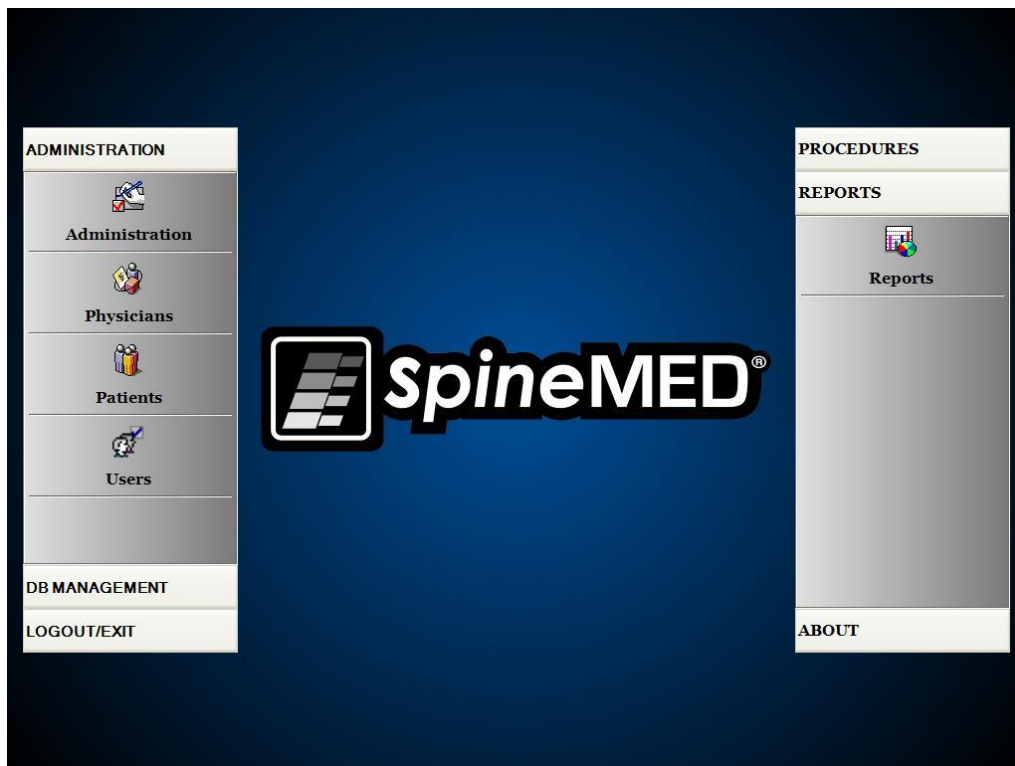 ADMINISTRATION
Administration
Physicians
Patients
Users
DB MANAGEMENT
LOGOUT/EXIT
SpineMED®
PROCEDURES
REPORTS
Reports
ABOUT